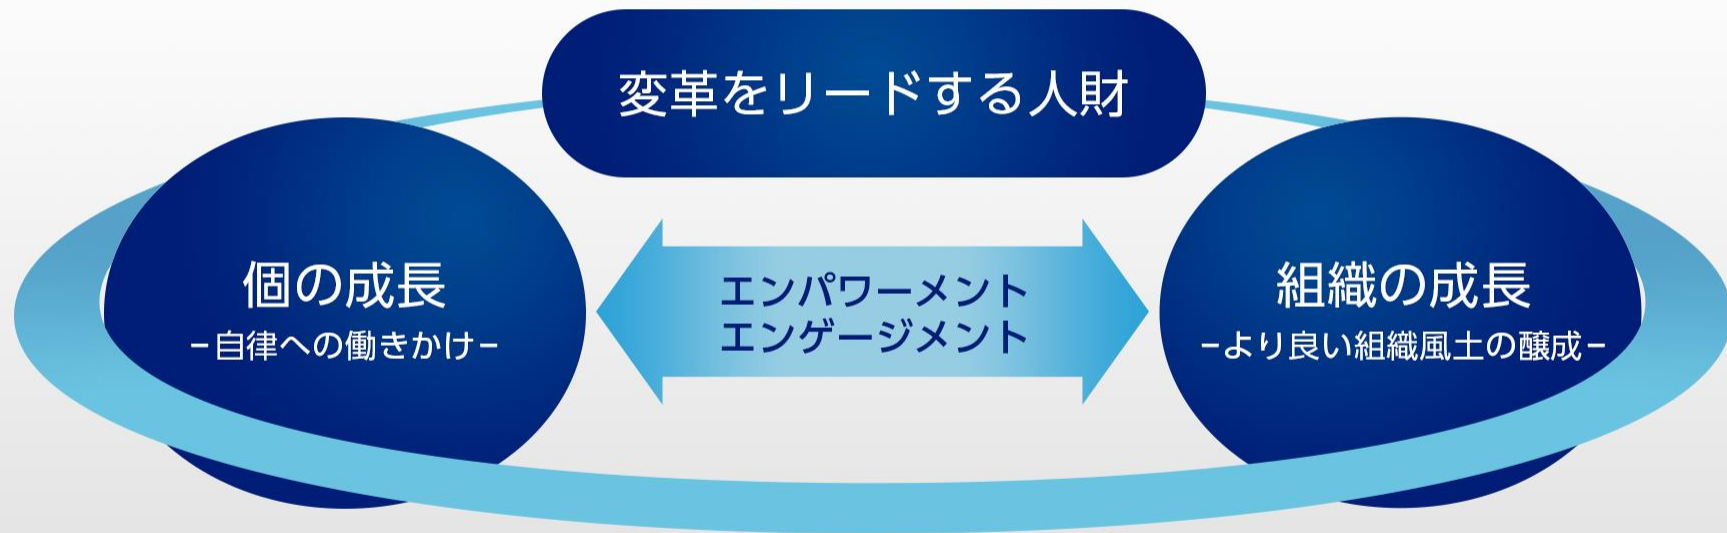 変革をリードする人財
個の成長
−自律への働きかけ−
エンパワーメント
エンゲージメント
組織の成長
−より良い組織風土の醸成−